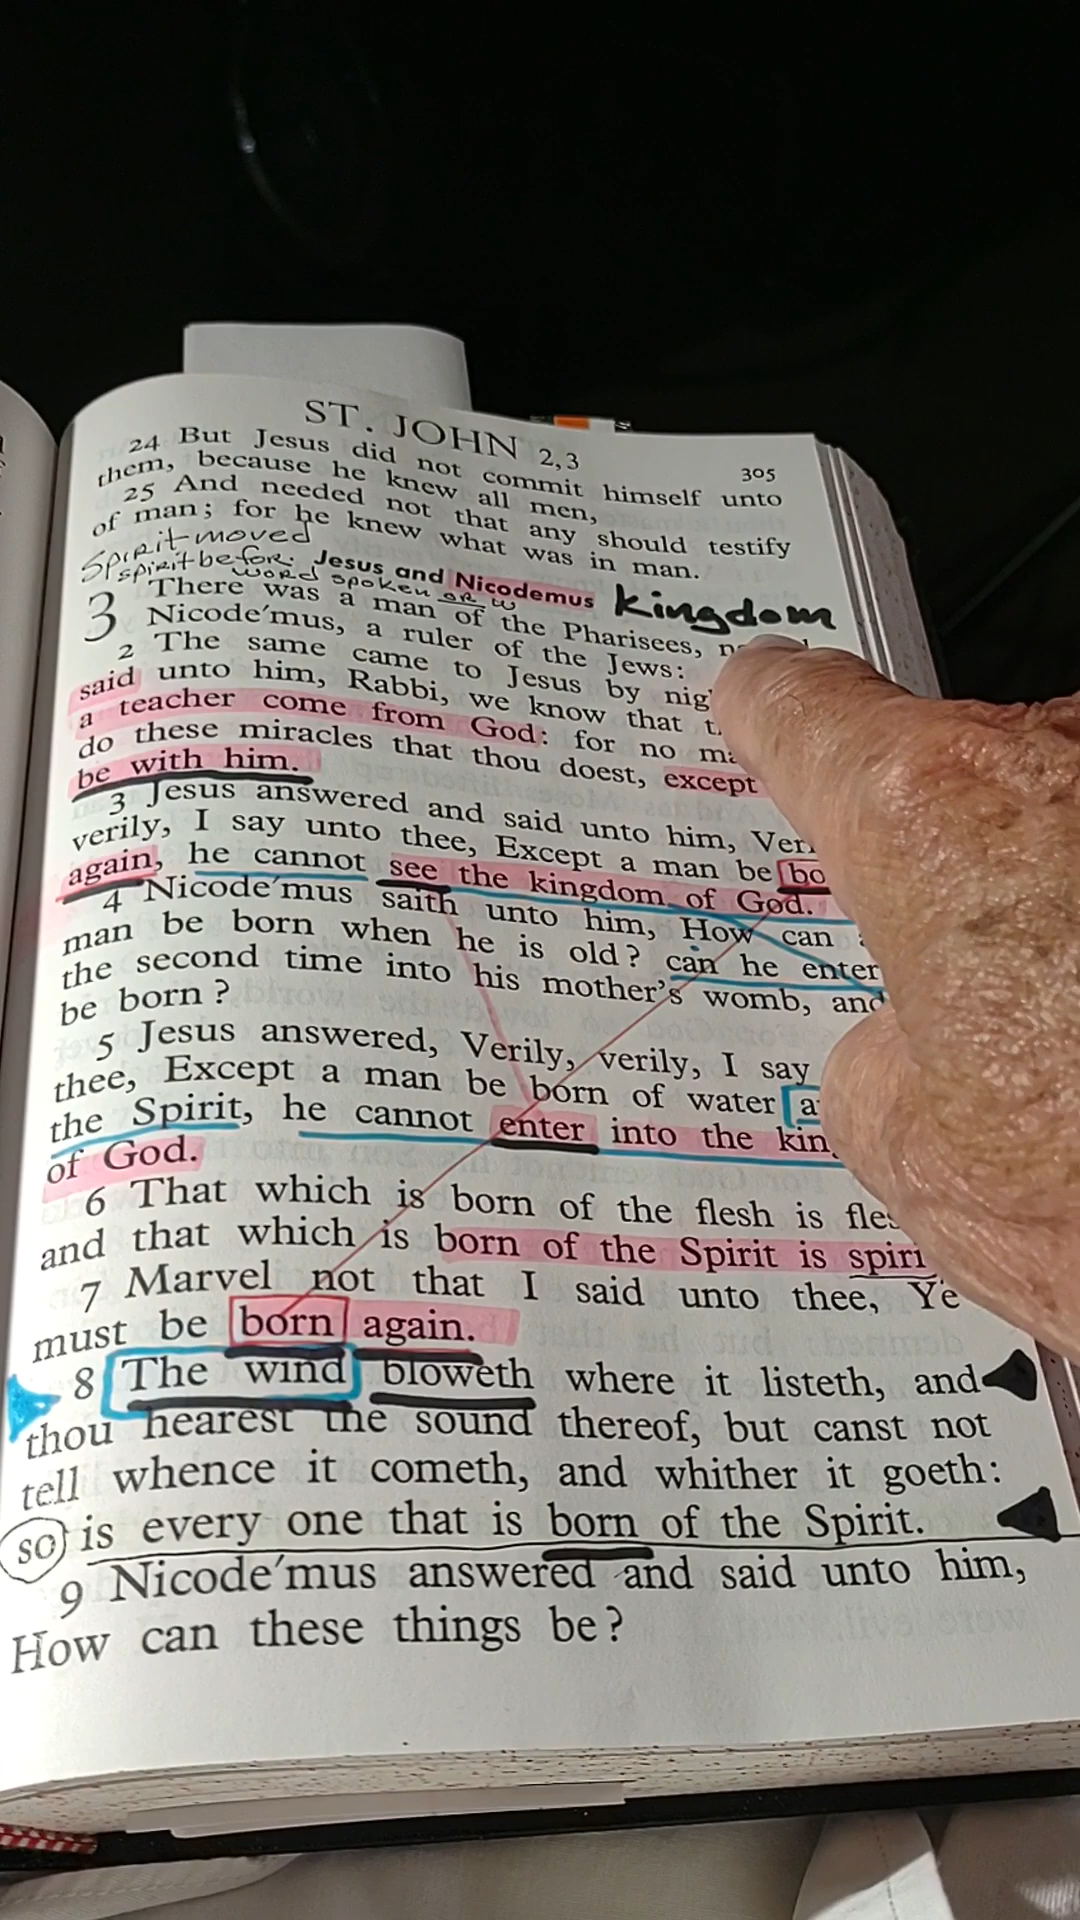 ST. JOHN 2,3
305
24 But Jesus did not commit himself unto
them, because he knew all men,
25 And needed not that any should testify
of man; for he knew what was in man.
Spirit moved
spirit before
word spoken or w
Jesus and Nicodemus
Kingdom
3 There was a man of the Pharisees,
Nicode′mus, a ruler of the Jews:
2 The same came to Jesus by
said unto him, Rabbi, we know that
a teacher come from God: for no
do these miracles that thou doest, except
be with him.
3 Jesus answered and said unto him,
verily, I say unto thee, Except a man be bo
again, he cannot see the kingdom of God.
4 Nicode′mus saith unto him, How can
man be born when he is old? can he enter
the second time into his mother's womb, and
be born?
5 Jesus answered, Verily, verily, I say
thee, Except a man be born of water a
the Spirit, he cannot enter into the kin
of God.
6 That which is born of the flesh is
and that which is born of the Spirit is spiri
7 Marvel not that I said unto thee, Ye
must be born again.
8 The wind bloweth where it listeth, and
thou hearest the sound thereof, but canst not
tell whence it cometh, and whither it goeth:
so is every one that is born of the Spirit.
9 Nicode′mus answered and said unto him,
How can these things be?